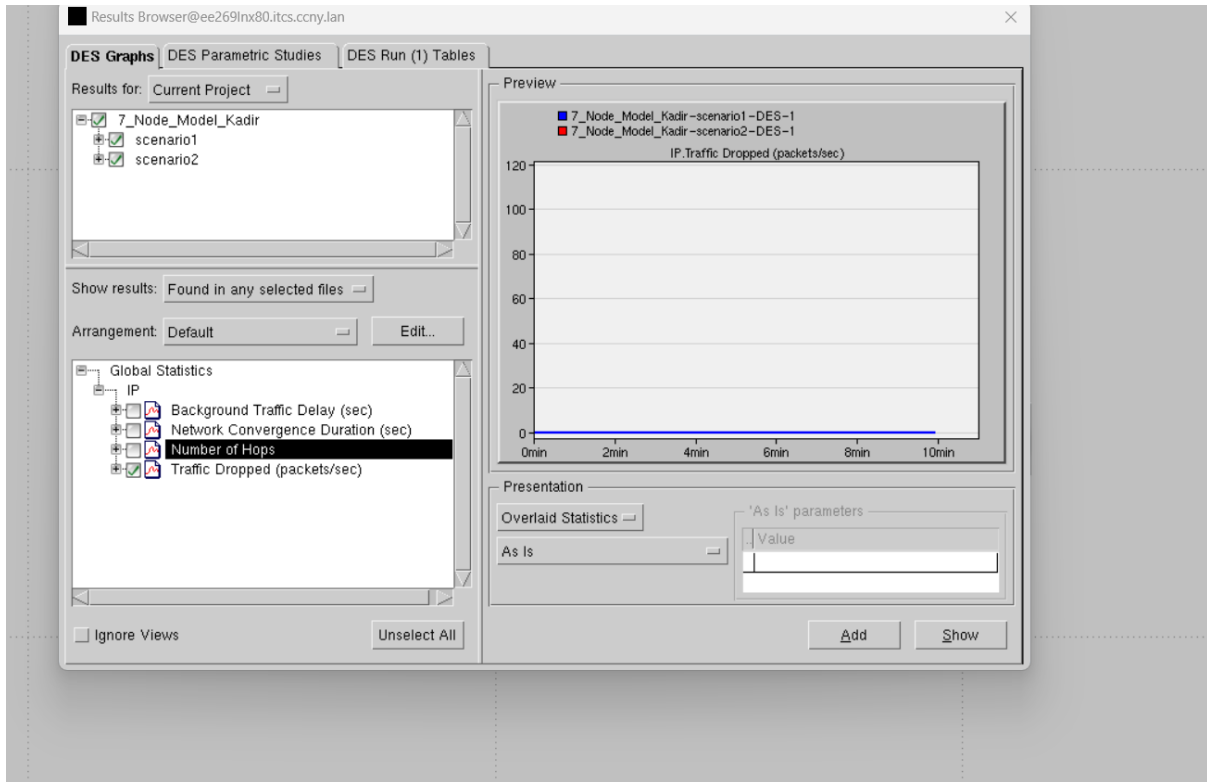 Results Browser@ee269lnx80.itcs.ccny.lan
DES Graphs DES Parametric Studies DES Run (1) Tables
Results for: Current Project
7_Node_Model_Kadir
scenario1
scenario2
Show results: Found in any selected files
Arrangement: Default Edit...
Global Statistics
IP
Background Traffic Delay (sec)
Network Convergence Duration (sec)
Number of Hops
Traffic Dropped (packets/sec)
Ignore Views Unselect All
Preview
7_Node_Model_Kadir-scenario1-DES-1
7_Node_Model_Kadir-scenario2-DES-1
IP.Traffic Dropped (packets/sec)
120
100
80
60
40
20
0
0min 2min 4min 6min 8min 10min
Presentation
Overlaid Statistics
As Is
'As Is' parameters
.. Value
Add Show